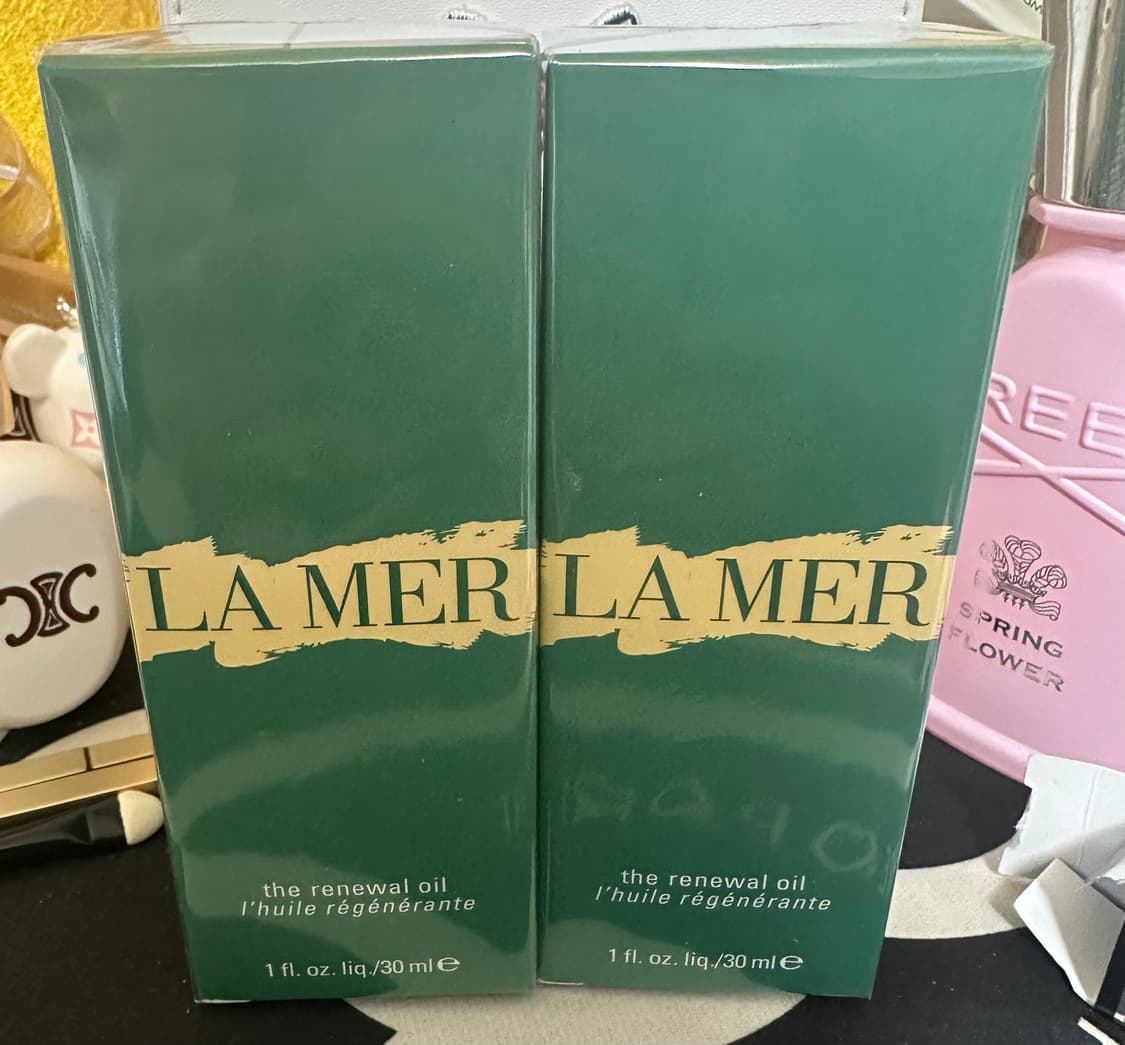 LA MER
the renewal oil
l'huile régénérante
1 fl. oz. liq./30 ml e
LA MER
the renewal oil
l'huile régénérante
1 fl. oz. liq./30 ml e
REE
SPRING
FLOWER